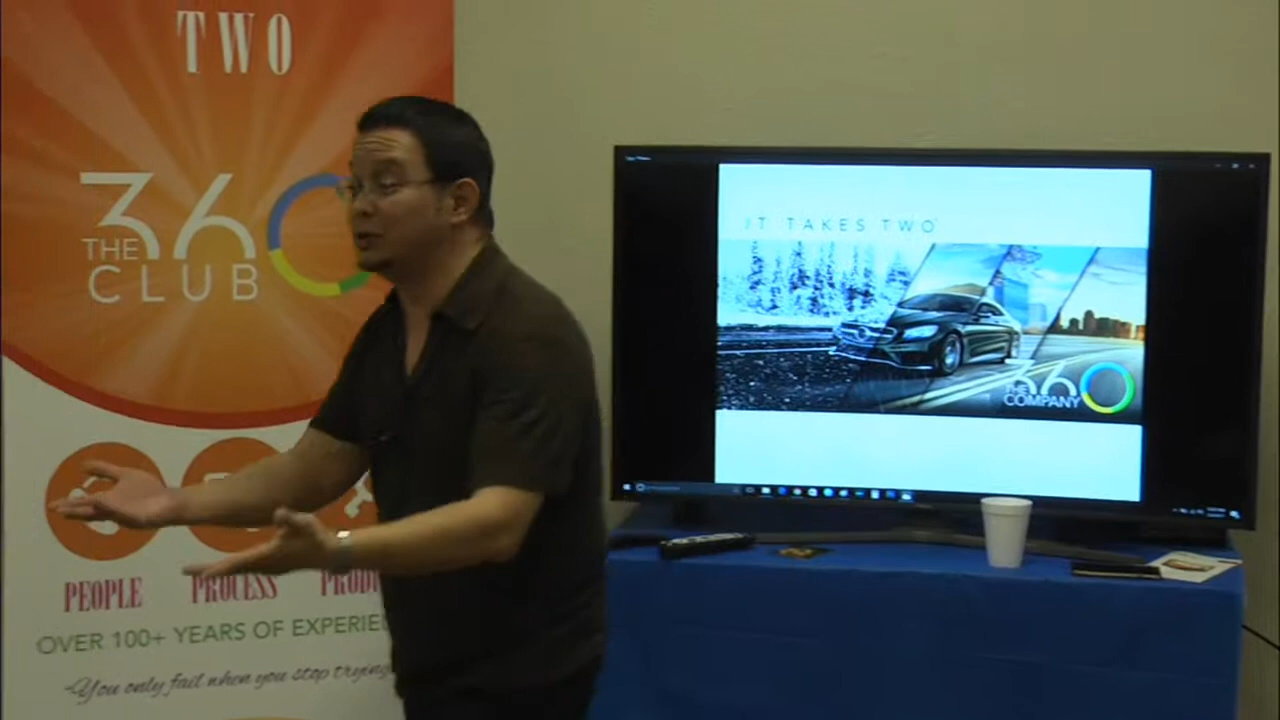 TWO
360
THE
CLUB
PEOPLE PROCESS
OVER 100+ YEARS OF
-You only fail when you stop trying
IT TAKES TWO
360
THE
COMPANY